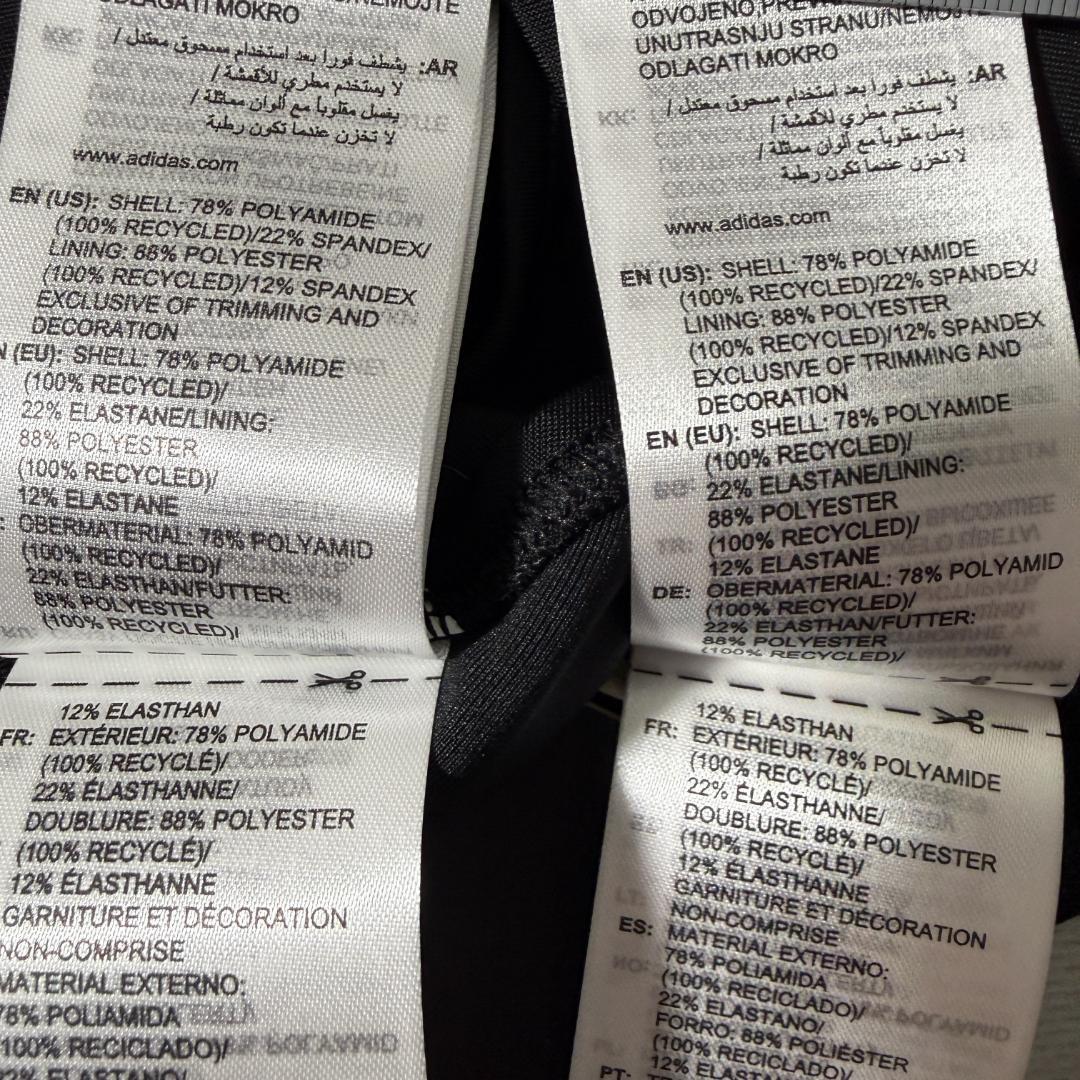 ODLAGATI MOKRO
AR: يشطف فورا بعد استخدام مسحوق معتدل /
لا يستخدم مطري للأقمشة /
يغسل مقلوبا مع ألوان مماثلة /
لا تخزن عندما تكون رطبة
www.adidas.com
EN (US): SHELL: 78% POLYAMIDE
(100% RECYCLED)/22% SPANDEX/
LINING: 88% POLYESTER
(100% RECYCLED)/12% SPANDEX
EXCLUSIVE OF TRIMMING AND
DECORATION
N (EU): SHELL: 78% POLYAMIDE
(100% RECYCLED)/
22% ELASTANE/LINING:
88% POLYESTER
(100% RECYCLED)/
12% ELASTANE
: OBERMATERIAL: 78% POLYAMID
(100% RECYCLED)/
22% ELASTHAN/FUTTER:
88% POLYESTER
(100% RECYCLED)/
12% ELASTHAN
FR: EXTÉRIEUR: 78% POLYAMIDE
(100% RECYCLÉ)/
22% ÉLASTHANNE/
DOUBLURE: 88% POLYESTER
(100% RECYCLÉ)/
12% ÉLASTHANNE
GARNITURE ET DÉCORATION
NON-COMPRISE
MATERIAL EXTERNO:
78% POLIAMIDA
(100% RECICLADO)/
22% ELASTANO/
ODVOJENO
UNUTRASNJU STRANU/NEMOJ
ODLAGATI MOKRO
AR: يشطف فورا بعد استخدام مسحوق معتدل /
لا يستخدم مطري للأقمشة /
يغسل مقلوبا مع ألوان مماثلة /
لا تخزن عندما تكون رطبة
www.adidas.com
EN (US): SHELL: 78% POLYAMIDE
(100% RECYCLED)/22% SPANDEX/
LINING: 88% POLYESTER
(100% RECYCLED)/12% SPANDEX
EXCLUSIVE OF TRIMMING AND
DECORATION
EN (EU): SHELL: 78% POLYAMIDE
(100% RECYCLED)/
22% ELASTANE/LINING:
88% POLYESTER
(100% RECYCLED)/
12% ELASTANE
DE: OBERMATERIAL: 78% POLYAMID
(100% RECYCLED)/
22% ELASTHAN/FUTTER:
88% POLYESTER
(100% RECYCLED)/
12% ELASTHAN
FR: EXTÉRIEUR: 78% POLYAMIDE
(100% RECYCLÉ)/
22% ÉLASTHANNE/
DOUBLURE: 88% POLYESTER
(100% RECYCLÉ)/
12% ÉLASTHANNE
GARNITURE ET DÉCORATION
NON-COMPRISE
ES: MATERIAL EXTERNO:
78% POLIAMIDA
(100% RECICLADO)/
22% ELASTANO/
FORRO: 88% POLIÉSTER
(100% RECICLADO)/
12% ELASTANO
PT: